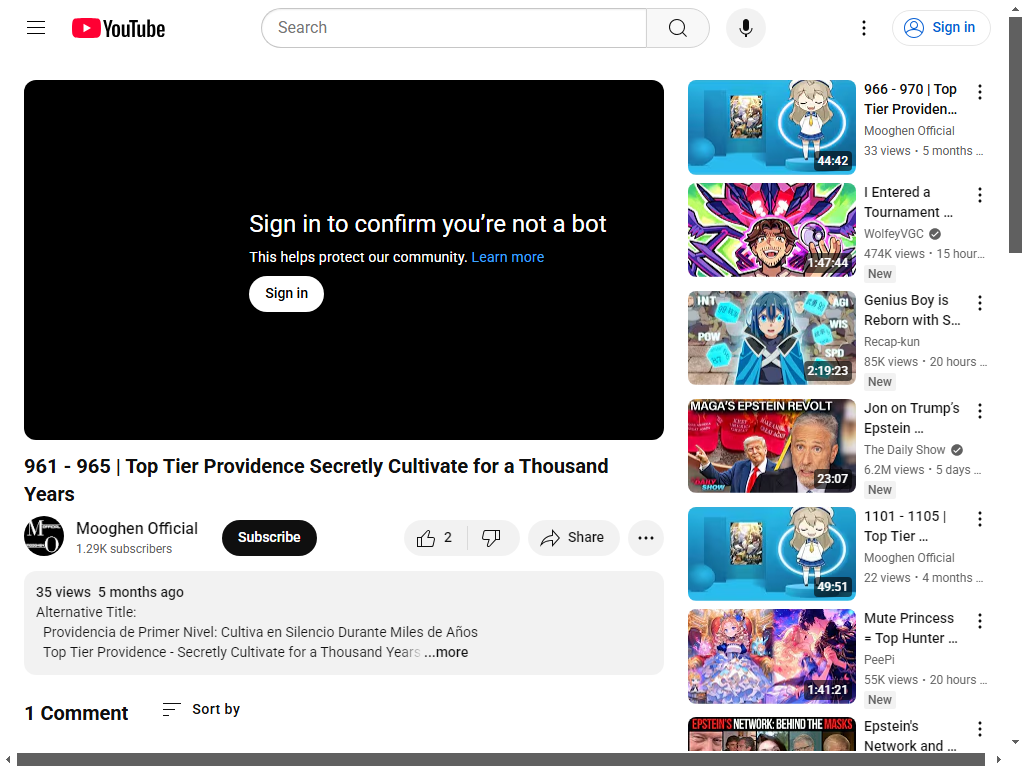 YouTube
Search
Sign in
Sign in to confirm you’re not a bot
This helps protect our community. Learn more
Sign in
961 - 965 | Top Tier Providence Secretly Cultivate for a Thousand
Years
Mooghen Official
1.29K subscribers
Subscribe
2
Share
35 views 5 months ago
Alternative Title:
Providencia de Primer Nivel: Cultiva en Silencio Durante Miles de Años
Top Tier Providence - Secretly Cultivate for a Thousand Years ...more
1 Comment
Sort by
44:42
966 - 970 | Top
Tier Providen...
Mooghen Official
33 views • 5 months ...
1:47:44
I Entered a
Tournament ...
WolfeyVGC
474K views • 15 hour...
New
INT
AGI
WIS
POW
SPD
2:19:23
Genius Boy is
Reborn with S...
Recap-kun
85K views • 20 hours ...
New
MAGA'S EPSTEIN REVOLT
DAILY
SHOW
23:07
Jon on Trump’s
Epstein ...
The Daily Show
6.2M views • 5 days ...
New
49:51
1101 - 1105 |
Top Tier ...
Mooghen Official
22 views • 4 months ...
1:41:21
Mute Princess
= Top Hunter ...
PeePi
55K views • 20 hours ...
New
EPSTEIN'S NETWORK: BEHIND THE MASKS
Epstein's
Network and ...